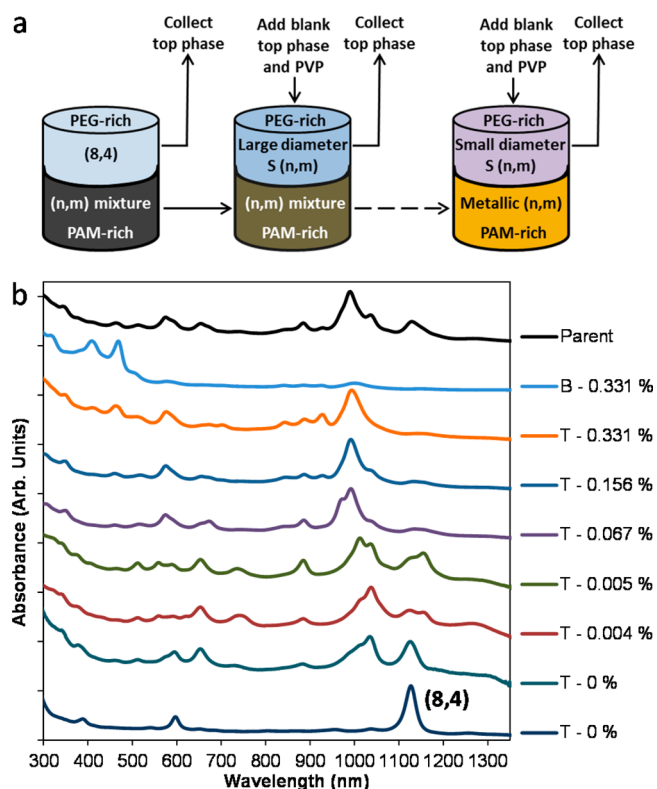 a
Collect
top phase
Add blank
top phase
and PVP
Collect
top phase
Add blank
top phase
and PVP
Collect
top phase
PEG-rich
(8,4)
(n,m) mixture
PAM-rich
PEG-rich
Large diameter
S (n,m)
(n,m) mixture
PAM-rich
PEG-rich
Small diameter
S (n,m)
Metallic (n,m)
PAM-rich
b
Absorbance (Arb. Units)
Parent
B - 0.331 %
T - 0.331 %
T - 0.156 %
T - 0.067 %
T - 0.005 %
T - 0.004 %
T - 0 %
(8,4)
T - 0 %
300 400 500 600 700 800 900 1000 1100 1200 1300
Wavelength (nm)